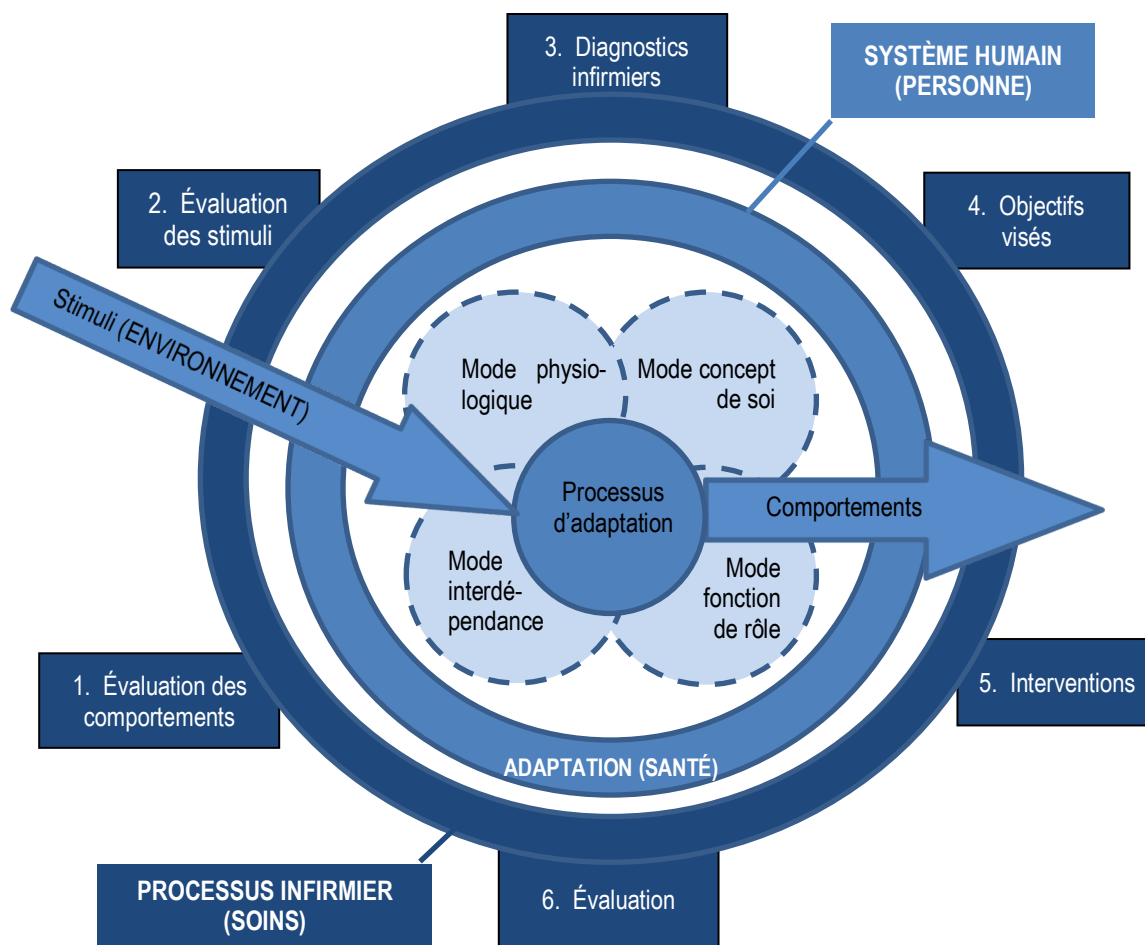 3. Diagnostics
infirmiers
SYSTÈME HUMAIN
(PERSONNE)
2. Évaluation
des stimuli
4. Objectifs
visés
Stimuli (ENVIRONNEMENT)
Mode physio-
logique
Mode concept
de soi
Processus
d’adaptation
Comportements
Mode
interdé-
pendance
Mode
fonction
de rôle
1. Évaluation des
comportements
5. Interventions
ADAPTATION (SANTÉ)
PROCESSUS INFIRMIER
(SOINS)
6. Évaluation